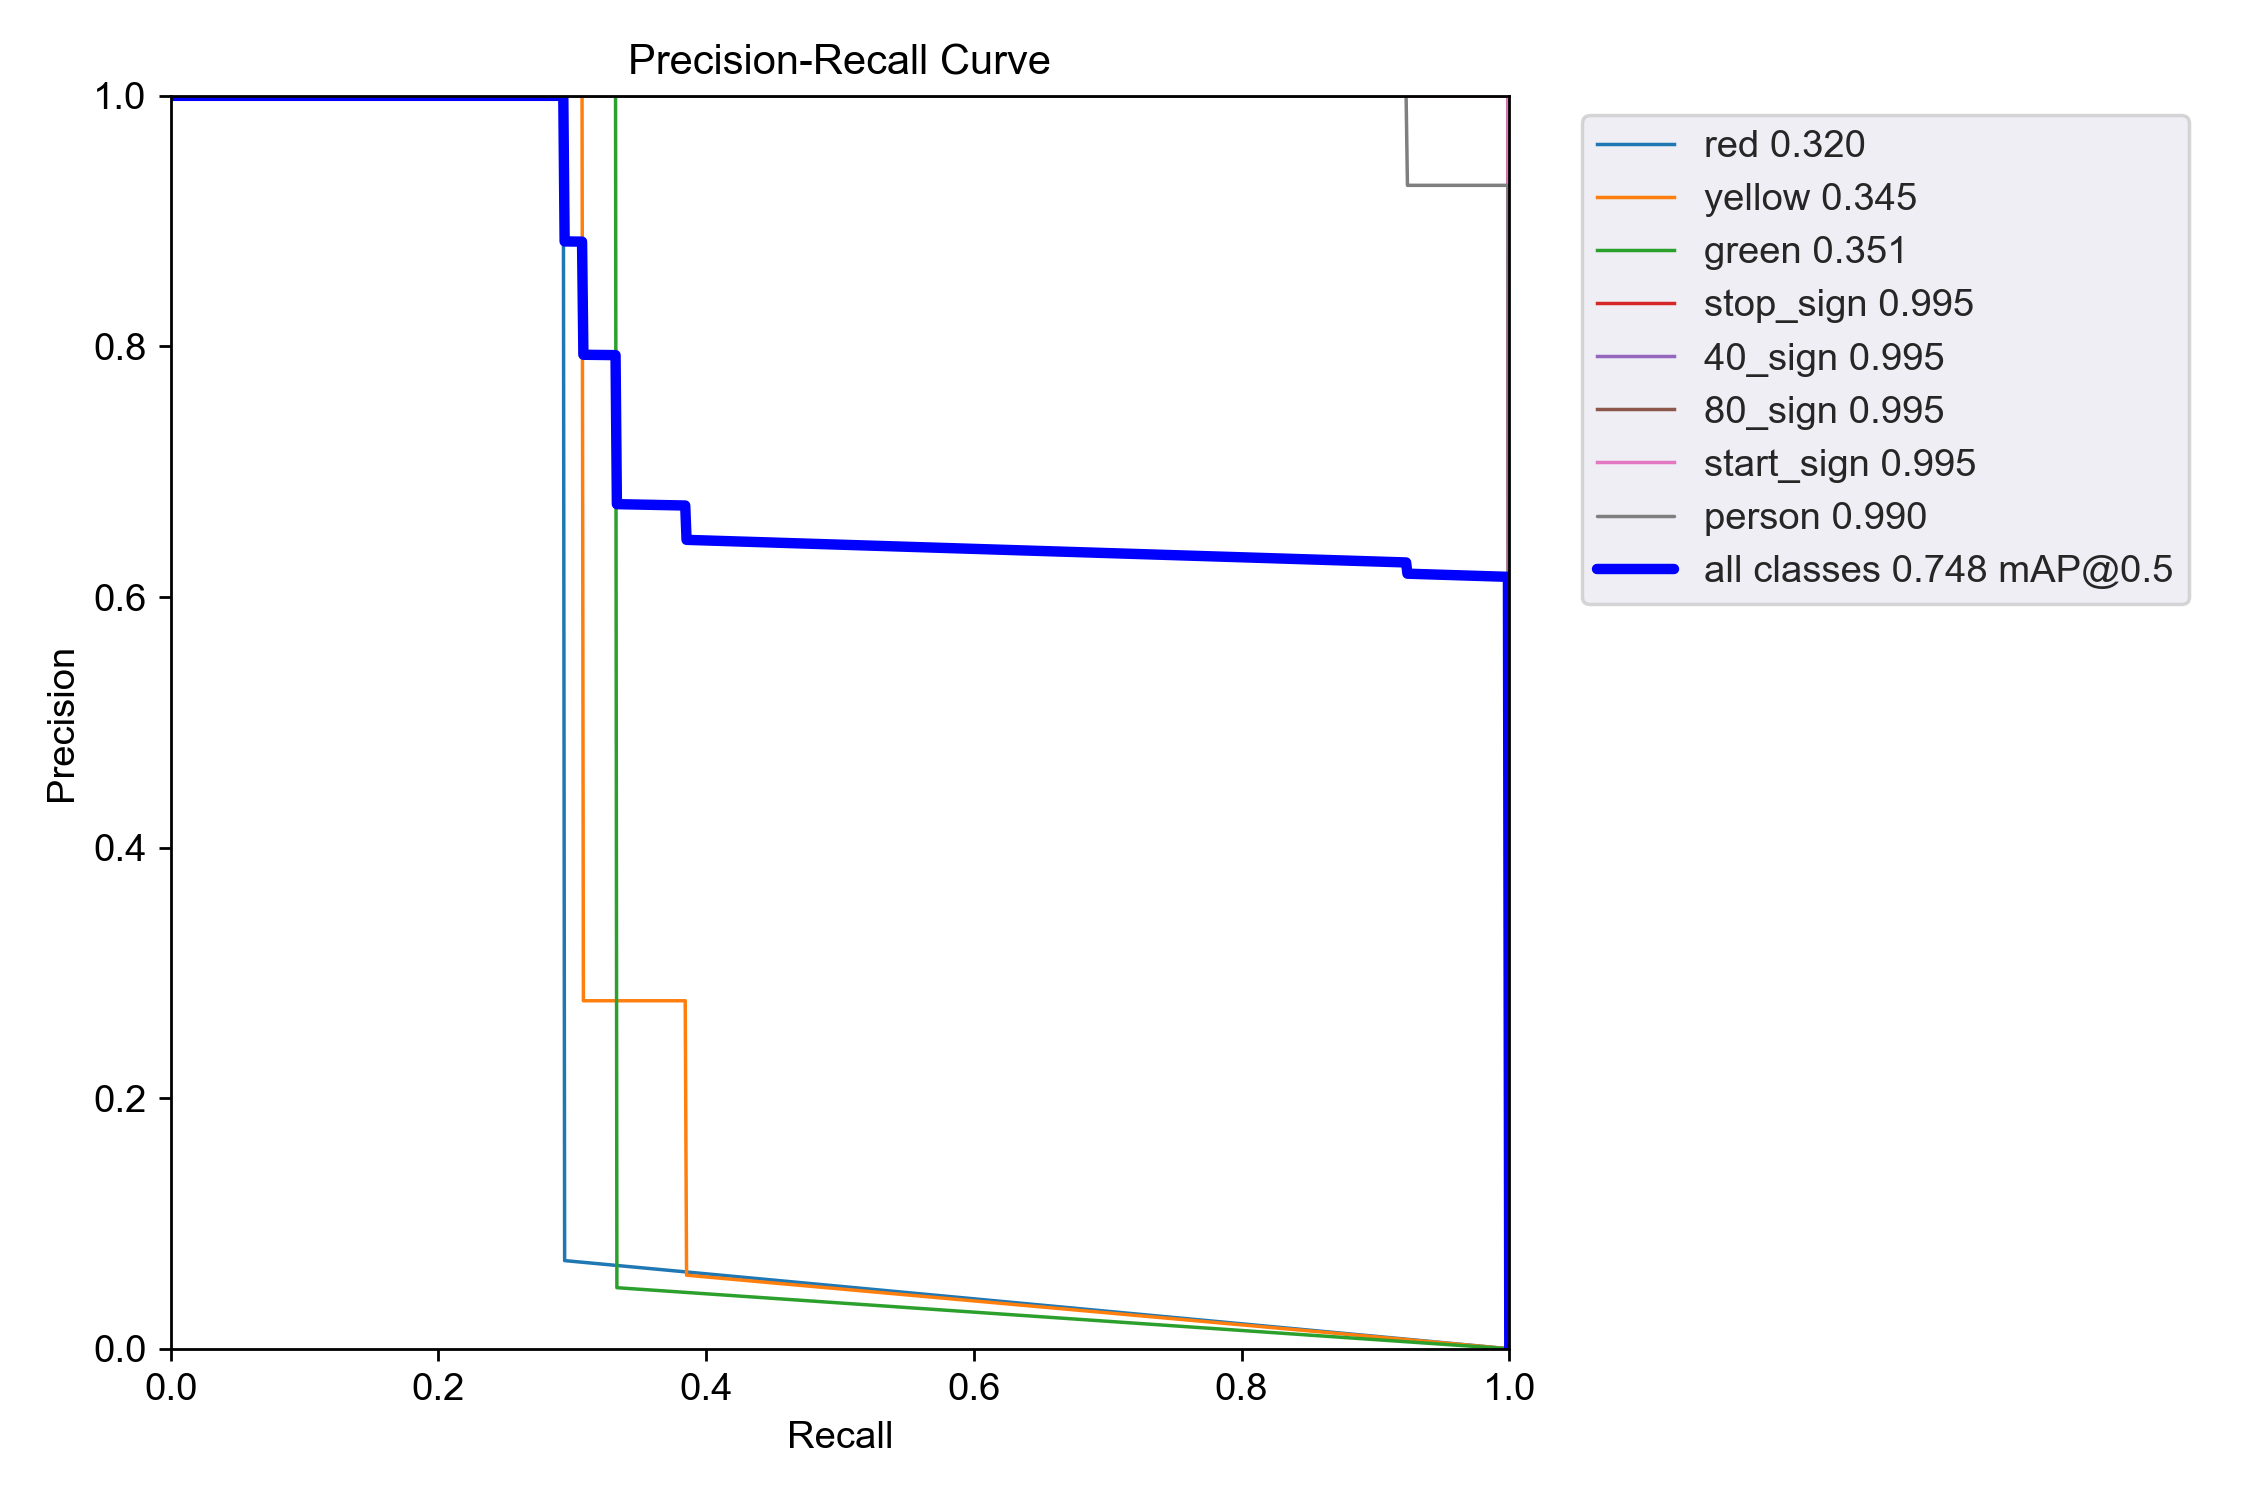 Precision-Recall Curve
1.0
0.8
0.6
0.4
0.2
0.0
Precision
0.0 0.2 0.4 0.6 0.8 1.0
Recall
red 0.320
yellow 0.345
green 0.351
stop_sign 0.995
40_sign 0.995
80_sign 0.995
start_sign 0.995
person 0.990
all classes 0.748 mAP@0.5